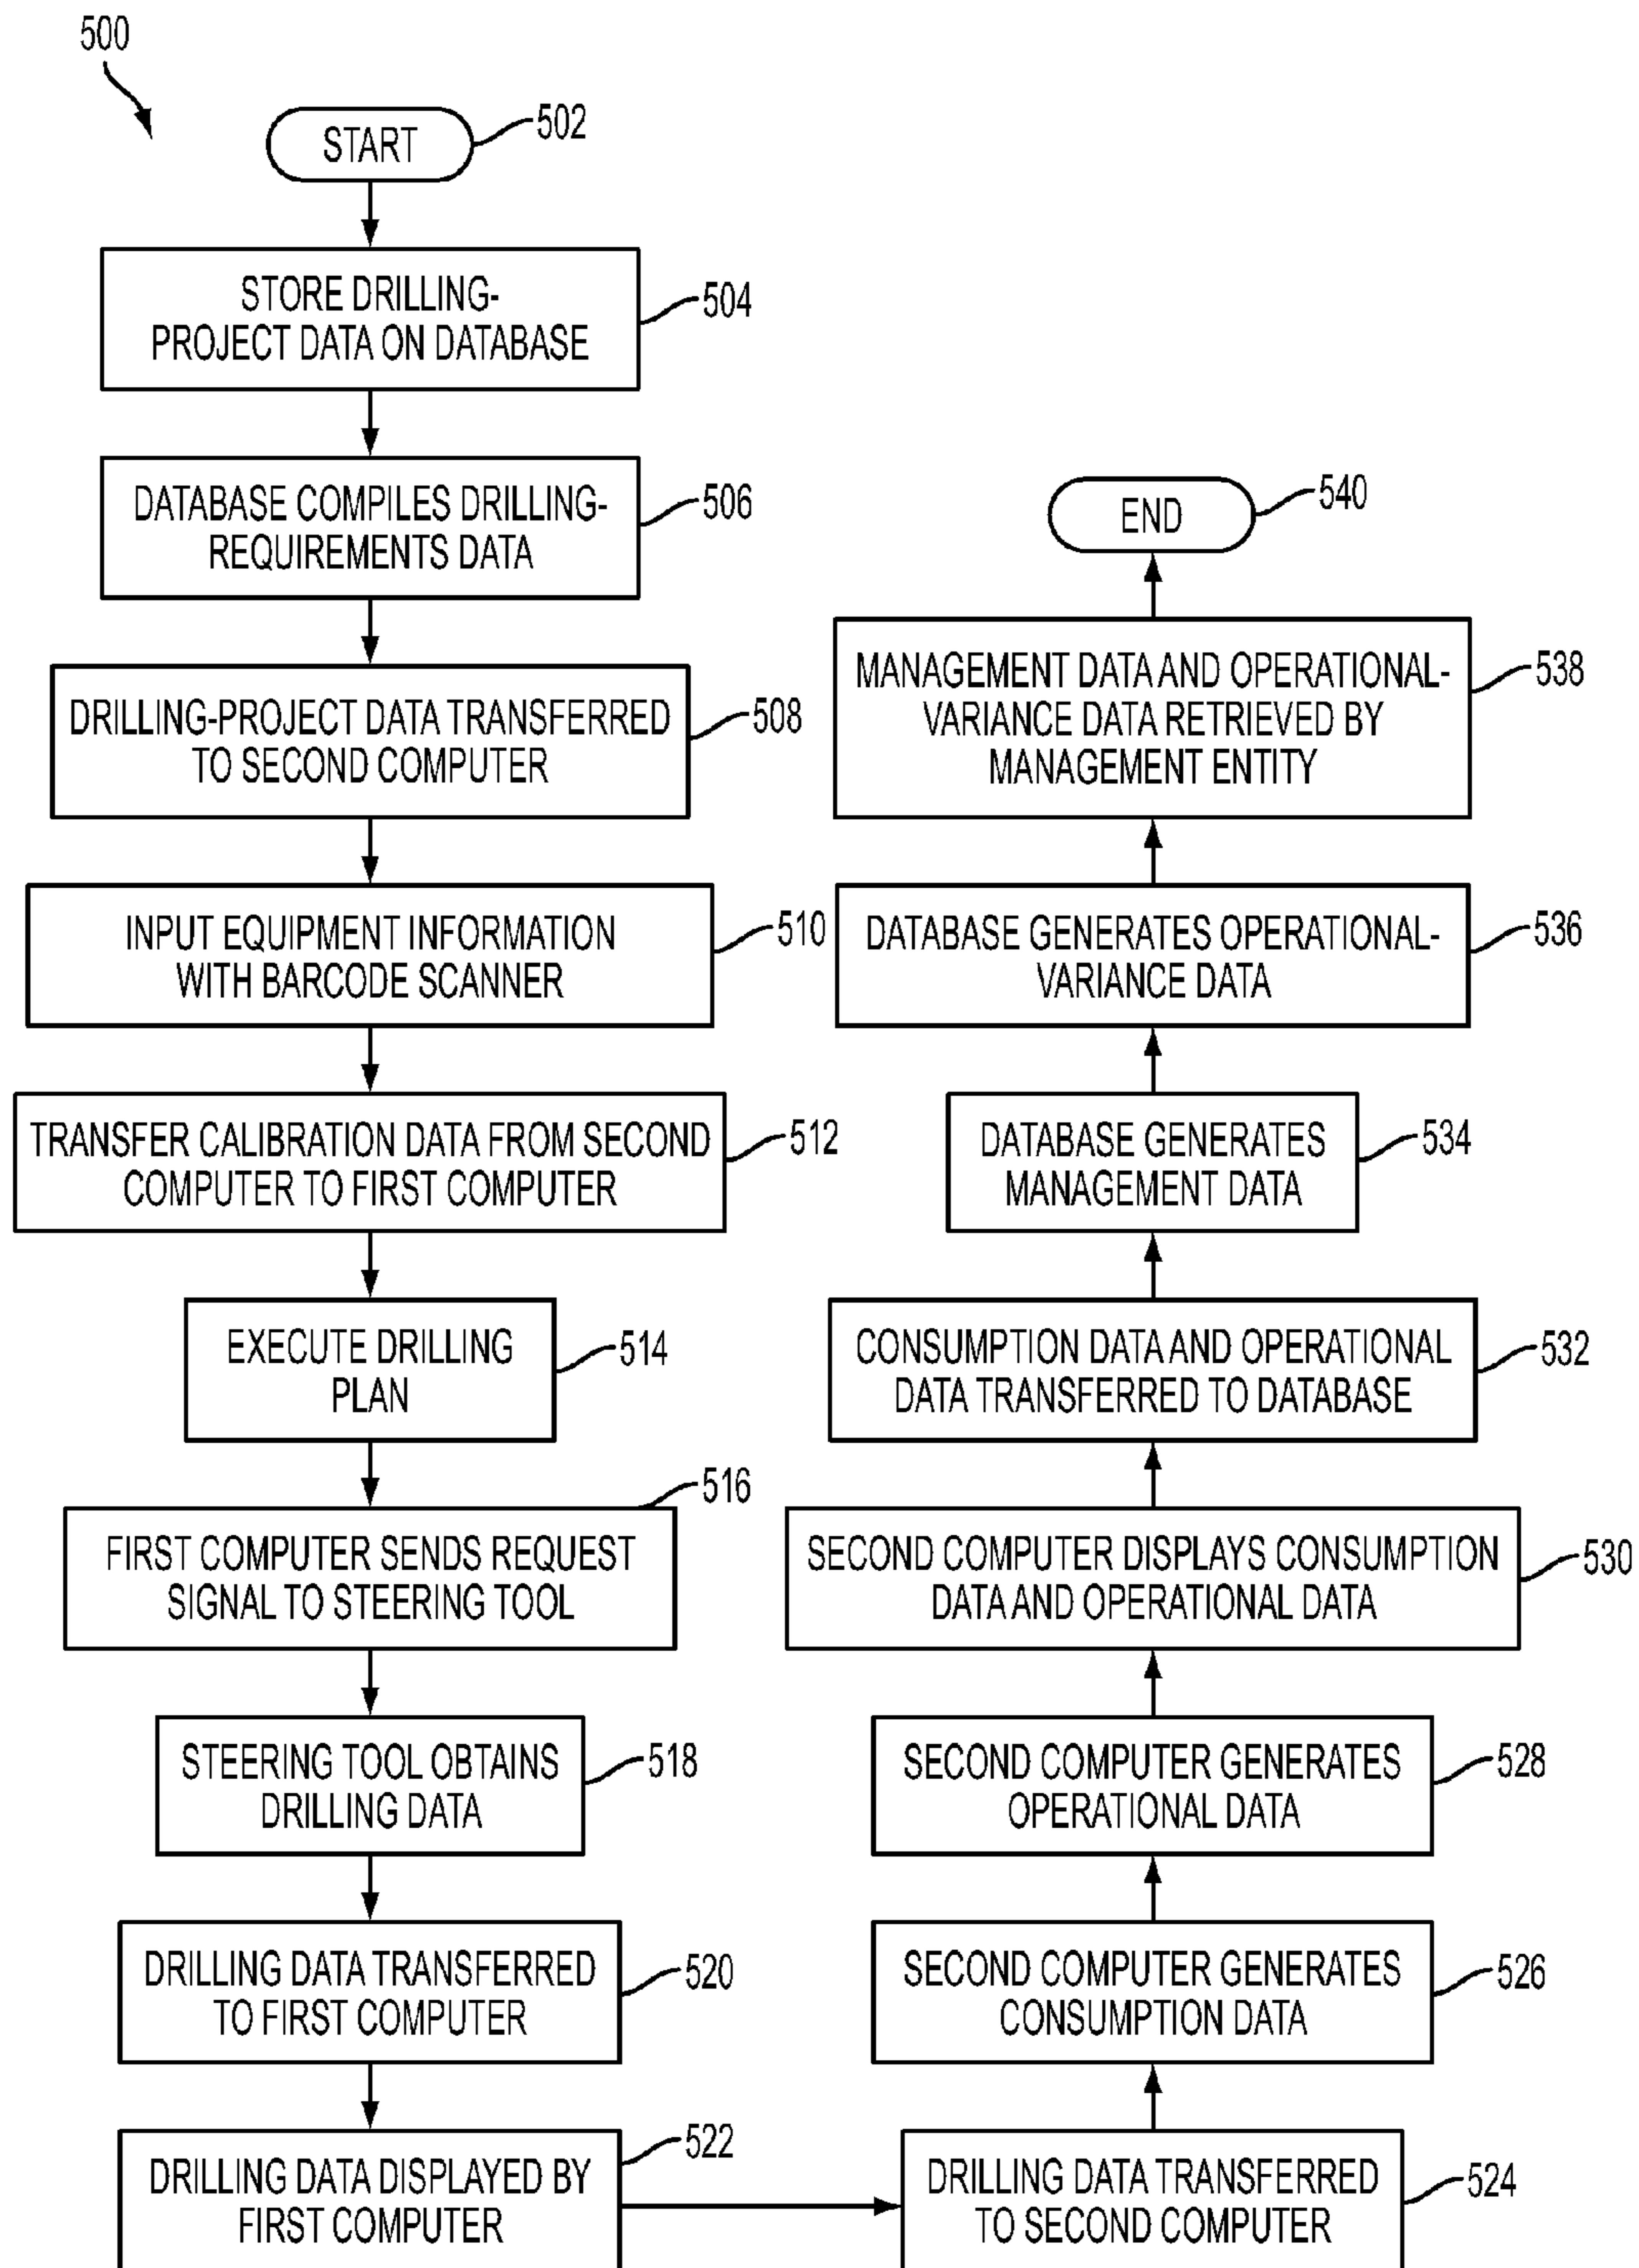 500
START
502
STORE DRILLING-
PROJECT DATA ON DATABASE
504
DATABASE COMPILES DRILLING-
REQUIREMENTS DATA
506
DRILLING-PROJECT DATA TRANSFERRED
TO SECOND COMPUTER
508
INPUT EQUIPMENT INFORMATION
WITH BARCODE SCANNER
510
TRANSFER CALIBRATION DATA FROM SECOND
COMPUTER TO FIRST COMPUTER
512
EXECUTE DRILLING
PLAN
514
FIRST COMPUTER SENDS REQUEST
SIGNAL TO STEERING TOOL
516
STEERING TOOL OBTAINS
DRILLING DATA
518
DRILLING DATA TRANSFERRED
TO FIRST COMPUTER
520
DRILLING DATA DISPLAYED BY
FIRST COMPUTER
522
DRILLING DATA TRANSFERRED
TO SECOND COMPUTER
524
SECOND COMPUTER GENERATES
CONSUMPTION DATA
526
SECOND COMPUTER GENERATES
OPERATIONAL DATA
528
SECOND COMPUTER DISPLAYS CONSUMPTION
DATA AND OPERATIONAL DATA
530
CONSUMPTION DATA AND OPERATIONAL
DATA TRANSFERRED TO DATABASE
532
DATABASE GENERATES
MANAGEMENT DATA
534
DATABASE GENERATES OPERATIONAL-
VARIANCE DATA
536
MANAGEMENT DATA AND OPERATIONAL-
VARIANCE DATA RETRIEVED BY
MANAGEMENT ENTITY
538
END
540